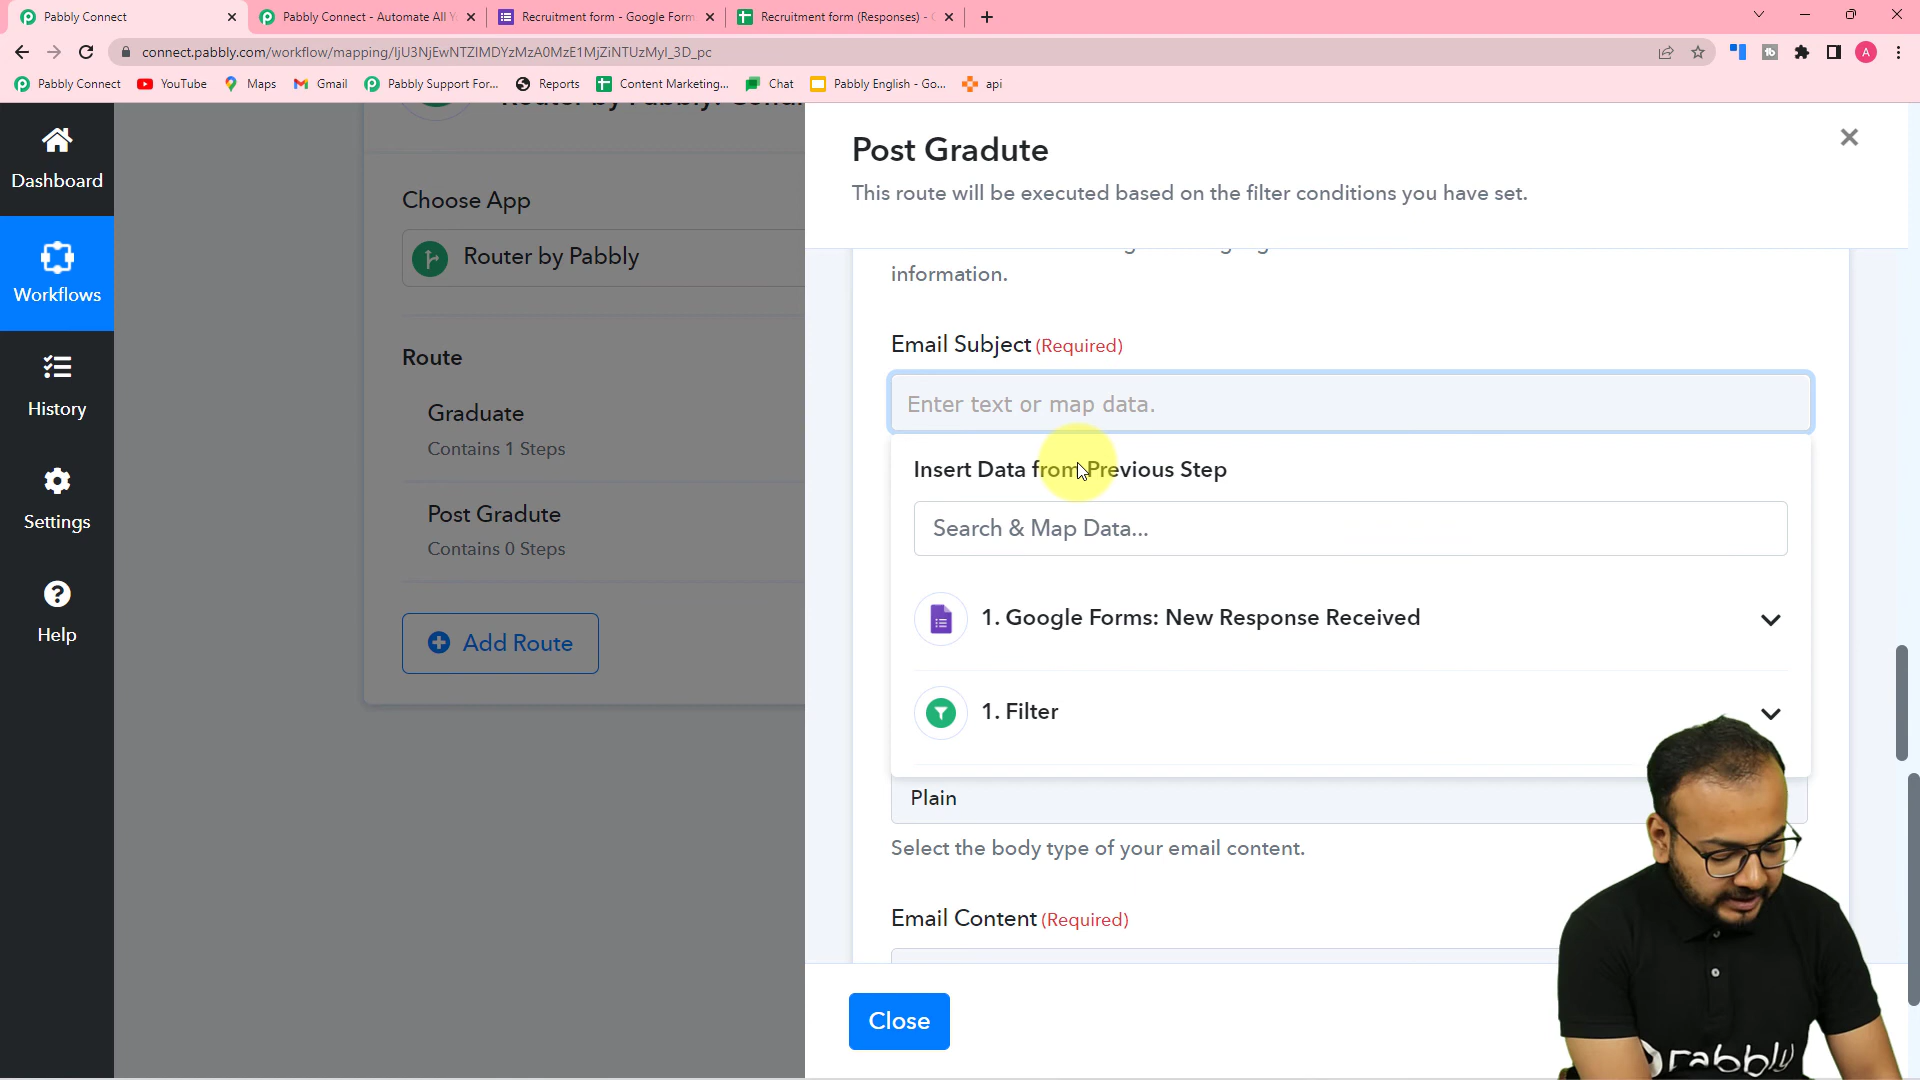 Pabbly Connect
Pabbly Connect - Automate All Y
Recruitment form - Google Form
Recruitment form (Responses) -
connect.pabbly.com/workflow/mapping/IjU3NjEwNTZlMDYzMzA0MzE1MjZiNTUzMyI_3D_pc
A
Pabbly Connect
YouTube
Maps
Gmail
Pabbly Support For...
Reports
Content Marketing...
Chat
Pabbly English - Go...
api
Dashboard
Workflows
History
Settings
Help
Choose App
Router by Pabbly
Route
Graduate
Contains 1 Steps
Post Gradute
Contains 0 Steps
Add Route
Post Gradute
This route will be executed based on the filter conditions you have set.
information.
Email Subject (Required)
Enter text or map data.
Insert Data from Previous Step
Search & Map Data...
1. Google Forms: New Response Received
1. Filter
Plain
Select the body type of your email content.
Email Content (Required)
Close